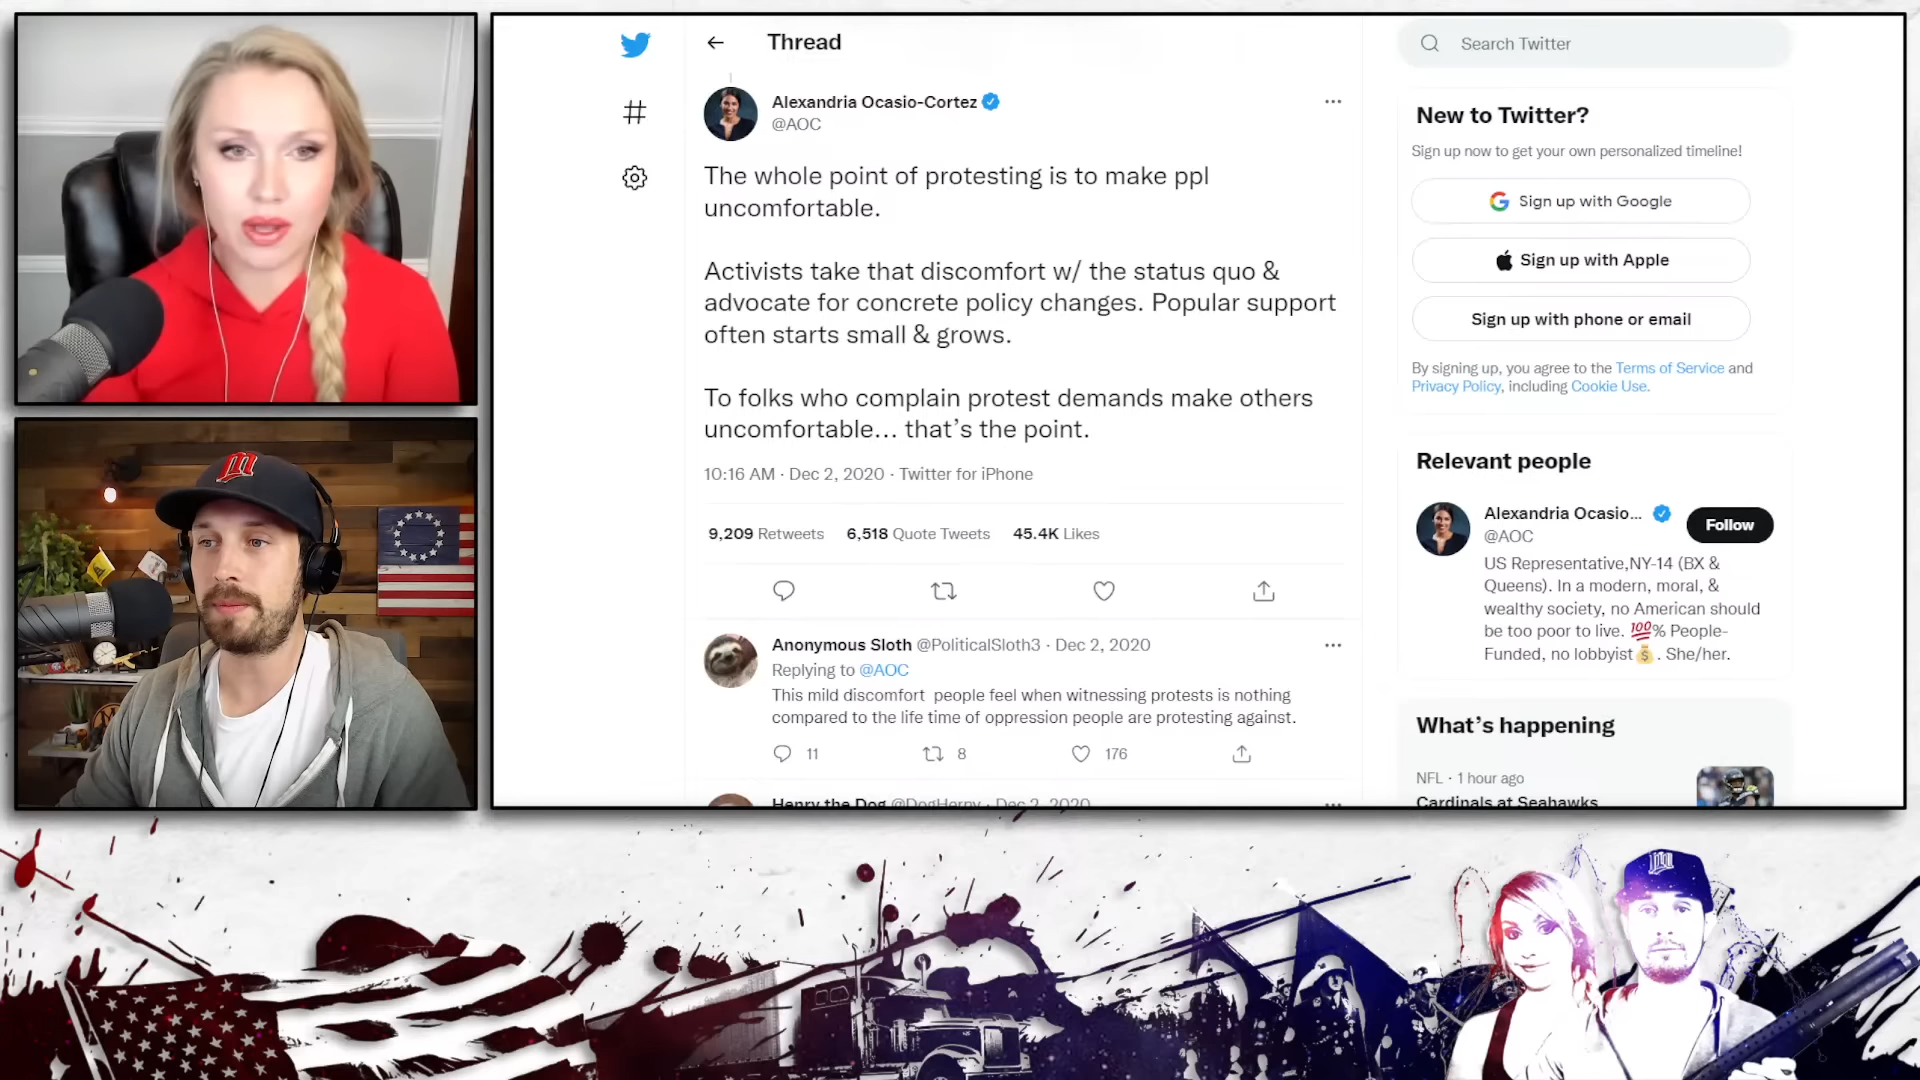 Thread
Alexandria Ocasio-Cortez
@AOC
The whole point of protesting is to make ppl
uncomfortable.
Activists take that discomfort w/ the status quo &
advocate for concrete policy changes. Popular support
often starts small & grows.
To folks who complain protest demands make others
uncomfortable... that's the point.
10:16 AM · Dec 2, 2020 · Twitter for iPhone
9,209 Retweets 6,518 Quote Tweets 45.4K Likes
Anonymous Sloth @PoliticalSloth3 · Dec 2, 2020
Replying to @AOC
This mild discomfort people feel when witnessing protests is nothing
compared to the life time of oppression people are protesting against.
11 8 176
Henry the Dog @DogHerny · Dec 2, 2020
Search Twitter
New to Twitter?
Sign up now to get your own personalized timeline!
G Sign up with Google
Sign up with Apple
Sign up with phone or email
By signing up, you agree to the Terms of Service and
Privacy Policy, including Cookie Use.
Relevant people
Alexandria Ocasio...
@AOC
Follow
US Representative,NY-14 (BX &
Queens). In a modern, moral, &
wealthy society, no American should
be too poor to live. 💯% People-
Funded, no lobbyist💰. She/her.
What's happening
NFL · 1 hour ago
Cardinals at Seahawks